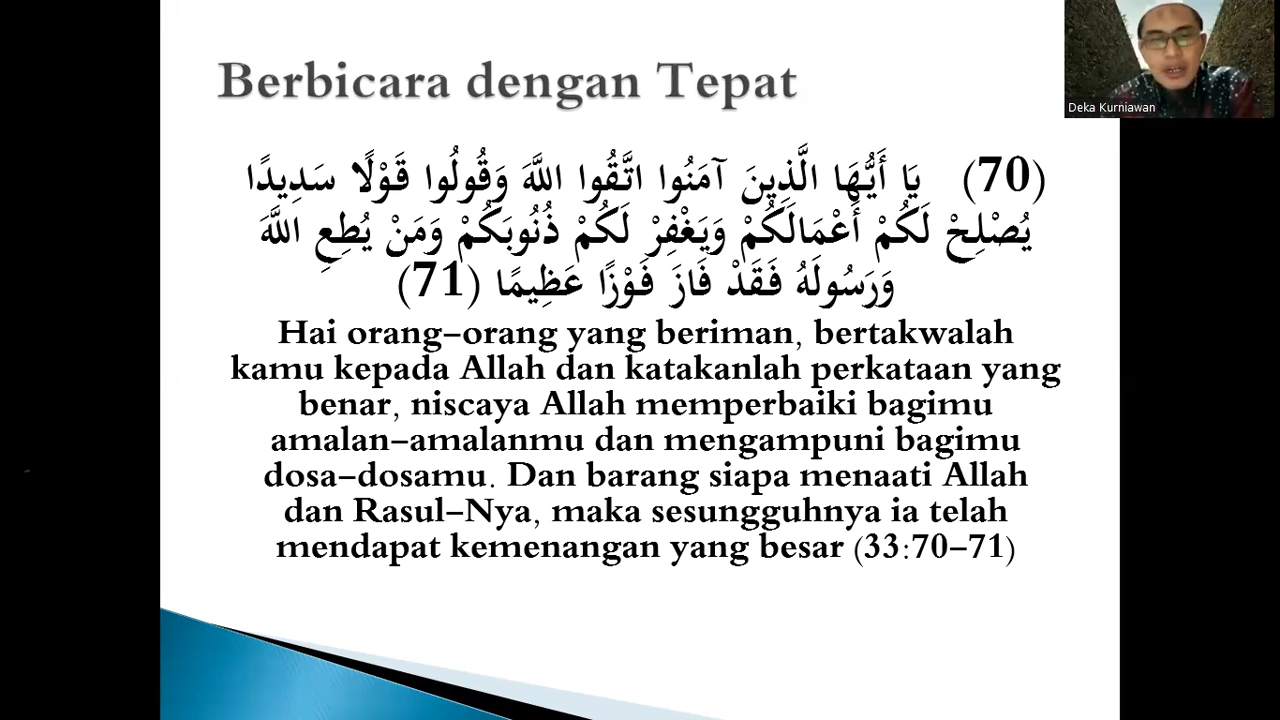 Berbicara dengan Tepat
Deka Kurniawan
يَا أَيُّهَا الَّذِينَ آمَنُوا اتَّقُوا اللَّهَ وَقُولُوا قَوْلًا سَدِيدًا (70)
يُصْلِحْ لَكُمْ أَعْمَالَكُمْ وَيَغْفِرْ لَكُمْ ذُنُوبَكُمْ وَمَنْ يُطِعِ اللَّهَ
وَرَسُولَهُ فَقَدْ فَازَ فَوْزًا عَظِيمًا (71)
Hai orang-orang yang beriman, bertakwalah
kamu kepada Allah dan katakanlah perkataan yang
benar, niscaya Allah memperbaiki bagimu
amalan-amalanmu dan mengampuni bagimu
dosa-dosamu. Dan barang siapa menaati Allah
dan Rasul-Nya, maka sesungguhnya ia telah
mendapat kemenangan yang besar (33:70-71)